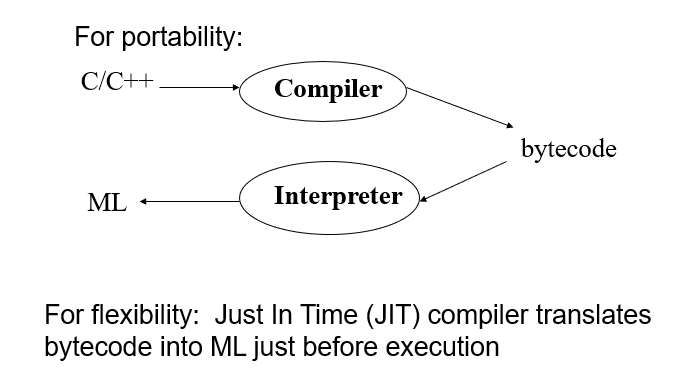 For portability:
C/C++
Compiler
bytecode
Interpreter
ML
For flexibility:  Just In Time (JIT) compiler translates
bytecode into ML just before execution